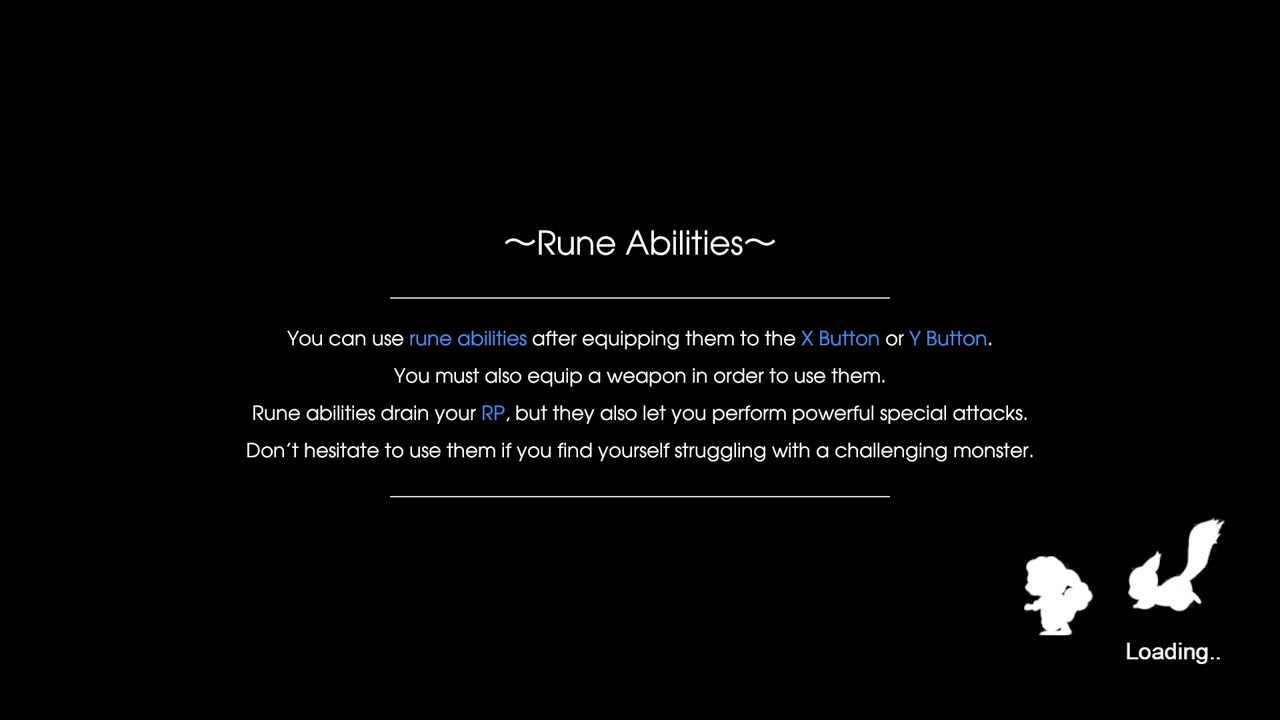 ～Rune Abilities～
You can use rune abilities after equipping them to the X Button or Y Button.
You must also equip a weapon in order to use them.
Rune abilities drain your RP, but they also let you perform powerful special attacks.
Don’t hesitate to use them if you find yourself struggling with a challenging monster.
Loading..